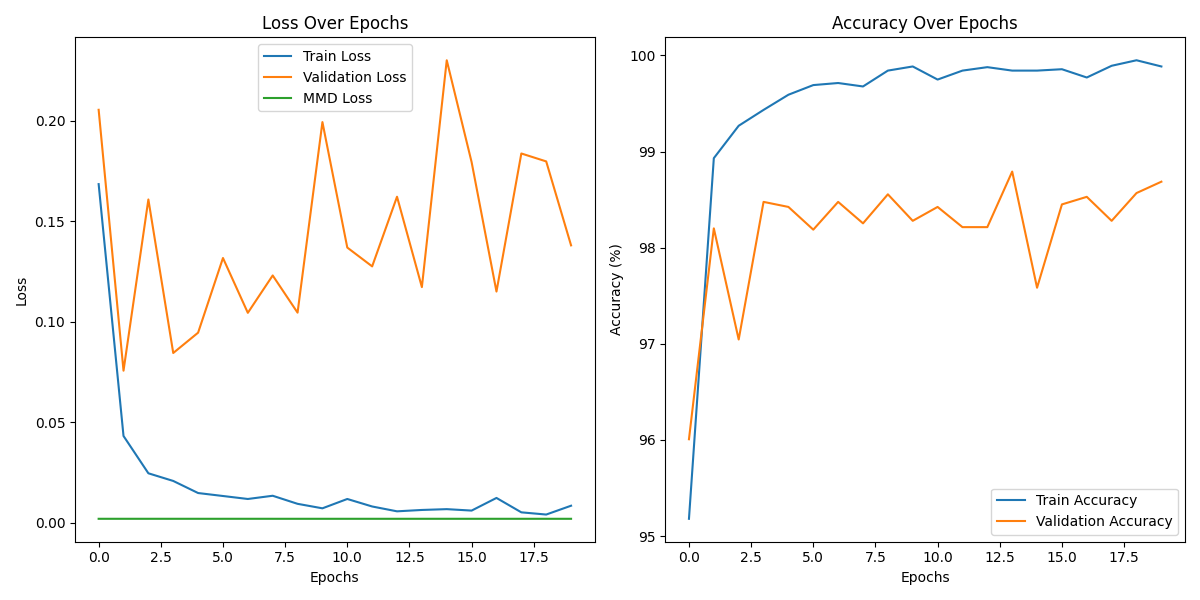 Loss Over Epochs
Train Loss
Validation Loss
MMD Loss
Loss
0.20
0.15
0.10
0.05
0.00
0.0 2.5 5.0 7.5 10.0 12.5 15.0 17.5
Epochs
Accuracy Over Epochs
Accuracy (%)
100
99
98
97
96
95
Train Accuracy
Validation Accuracy
0.0 2.5 5.0 7.5 10.0 12.5 15.0 17.5
Epochs